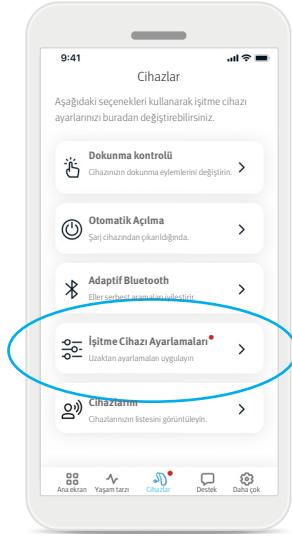 9:41
Cihazlar
Aşağıdaki seçenekleri kullanarak işitme cihazı
ayarlarınızı buradan değiştirebilirsiniz.
Dokunma kontrolü
Cihazınızın dokunma eylemlerini değiştirin.
Otomatik Açılma
Şarj cihazından çıkarıldığında.
Adaptif Bluetooth
Eller serbest aramaları iyileştirir
İşitme Cihazı Ayarlamaları
Uzaktan ayarlamaları uygulayın
Cihazlarım
Cihazlarınızın listesini görüntüleyin.
Ana ekran Yaşam tarzı Cihazlar Destek Daha çok